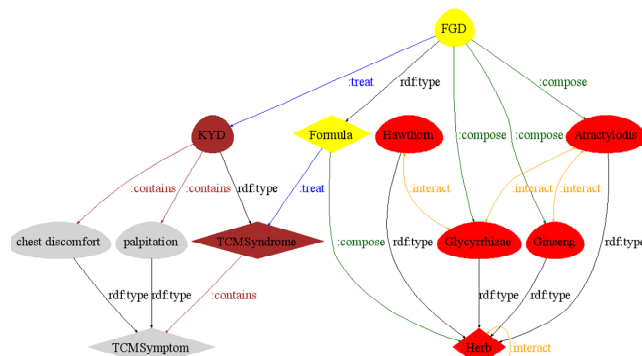 FGD
:treat
rdf:type
:compose
KYD
Formula
Hawthorn
:compose
:compose
Atractylodis
:contains
:contains
rdf:type
:treat
:interact
:interact
:interact
chest discomfort
palpitation
TCMSyndrome
:compose
rdf:type
Glycyrrhizae
Ginseng
rdf:type
rdf:type
rdf:type
:contains
rdf:type
rdf:type
TCMSymptom
Herb
:interact